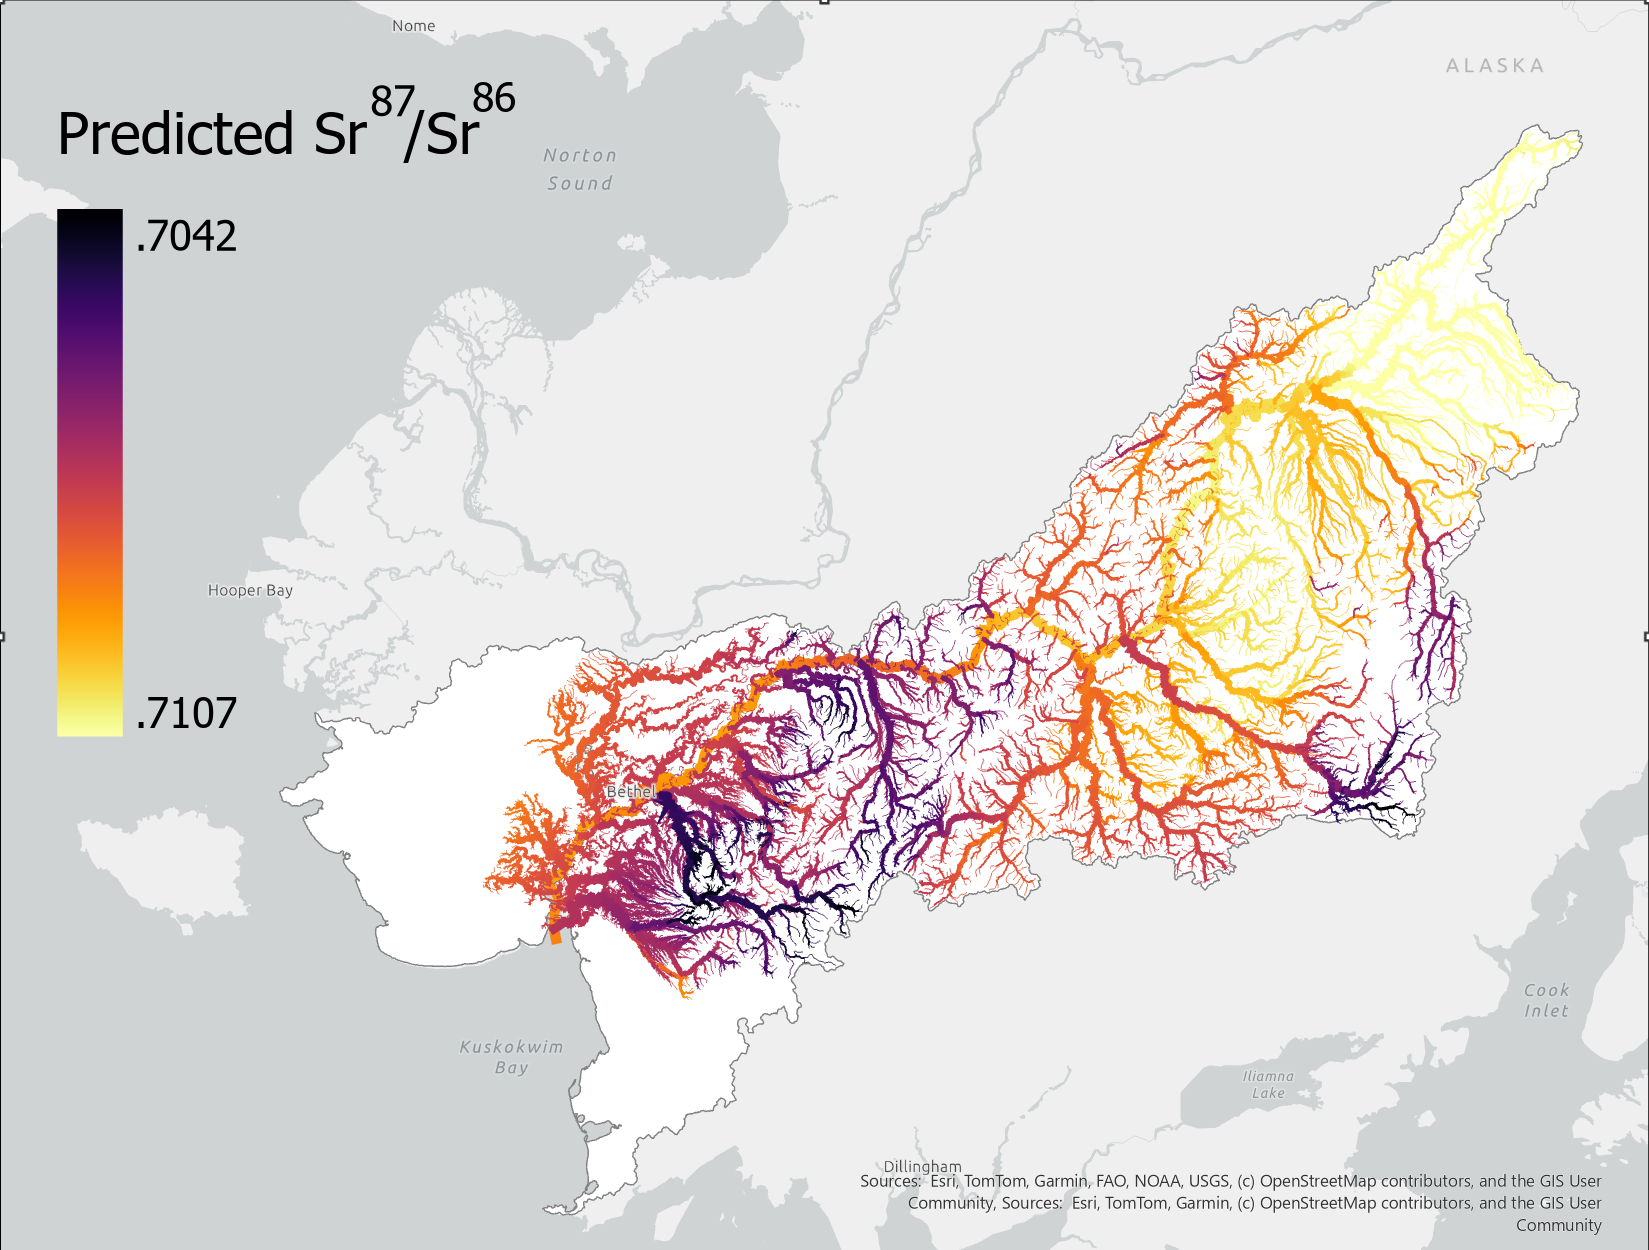 Nome
ALASKA
Predicted Sr87/Sr86
Norton
Sound
.7042
Hooper Bay
.7107
Bethel
Cook
Inlet
Kuskokwim
Bay
Iliamna
Lake
Dillingham
Sources: Esri, TomTom, Garmin, FAO, NOAA, USGS, (c) OpenStreetMap contributors, and the GIS User
Community, Sources: Esri, TomTom, Garmin, (c) OpenStreetMap contributors, and the GIS User
Community